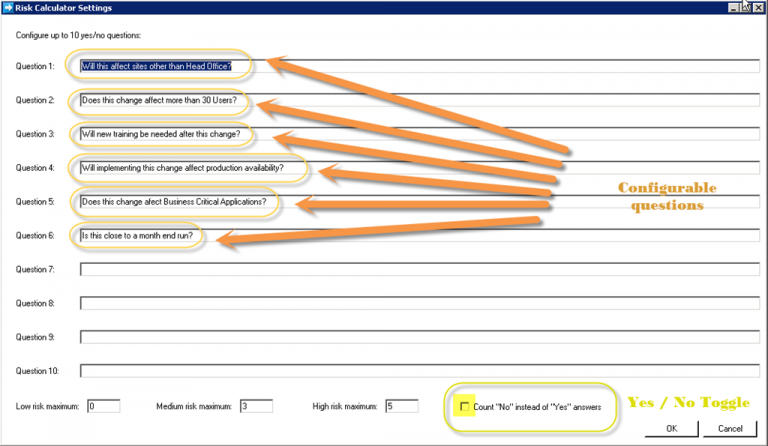 Risk Calculator Settings
Configure up to 10 yes/no questions:
Question 1: Will this affect sites other than Head Office?
Question 2: Does this change affect more than 30 Users?
Question 3: Will new training be needed after this change?
Question 4: Will implementing this change affect production availability?
Configurable
questions
Question 5: Does this change afect Business Critical Applications?
Question 6: Is this close to a month end run?
Question 7:
Question 8:
Question 9:
Question 10:
Low risk maximum: 0 Medium risk maximum: 3 High risk maximum: 5 Count "No" instead of "Yes" answers Yes / No Toggle
OK Cancel